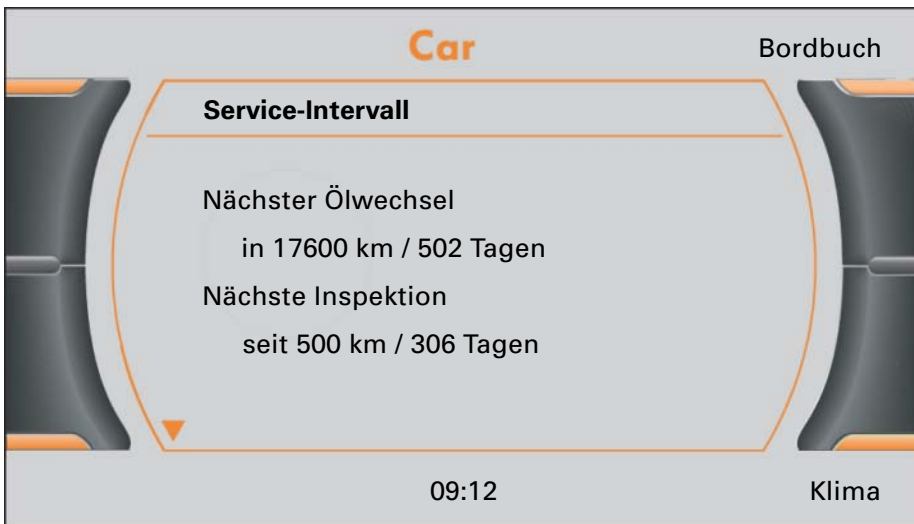 Car
Bordbuch
Service-Intervall
Nächster Ölwechsel
in 17600 km / 502 Tagen
Nächste Inspektion
seit 500 km / 306 Tagen
09:12
Klima